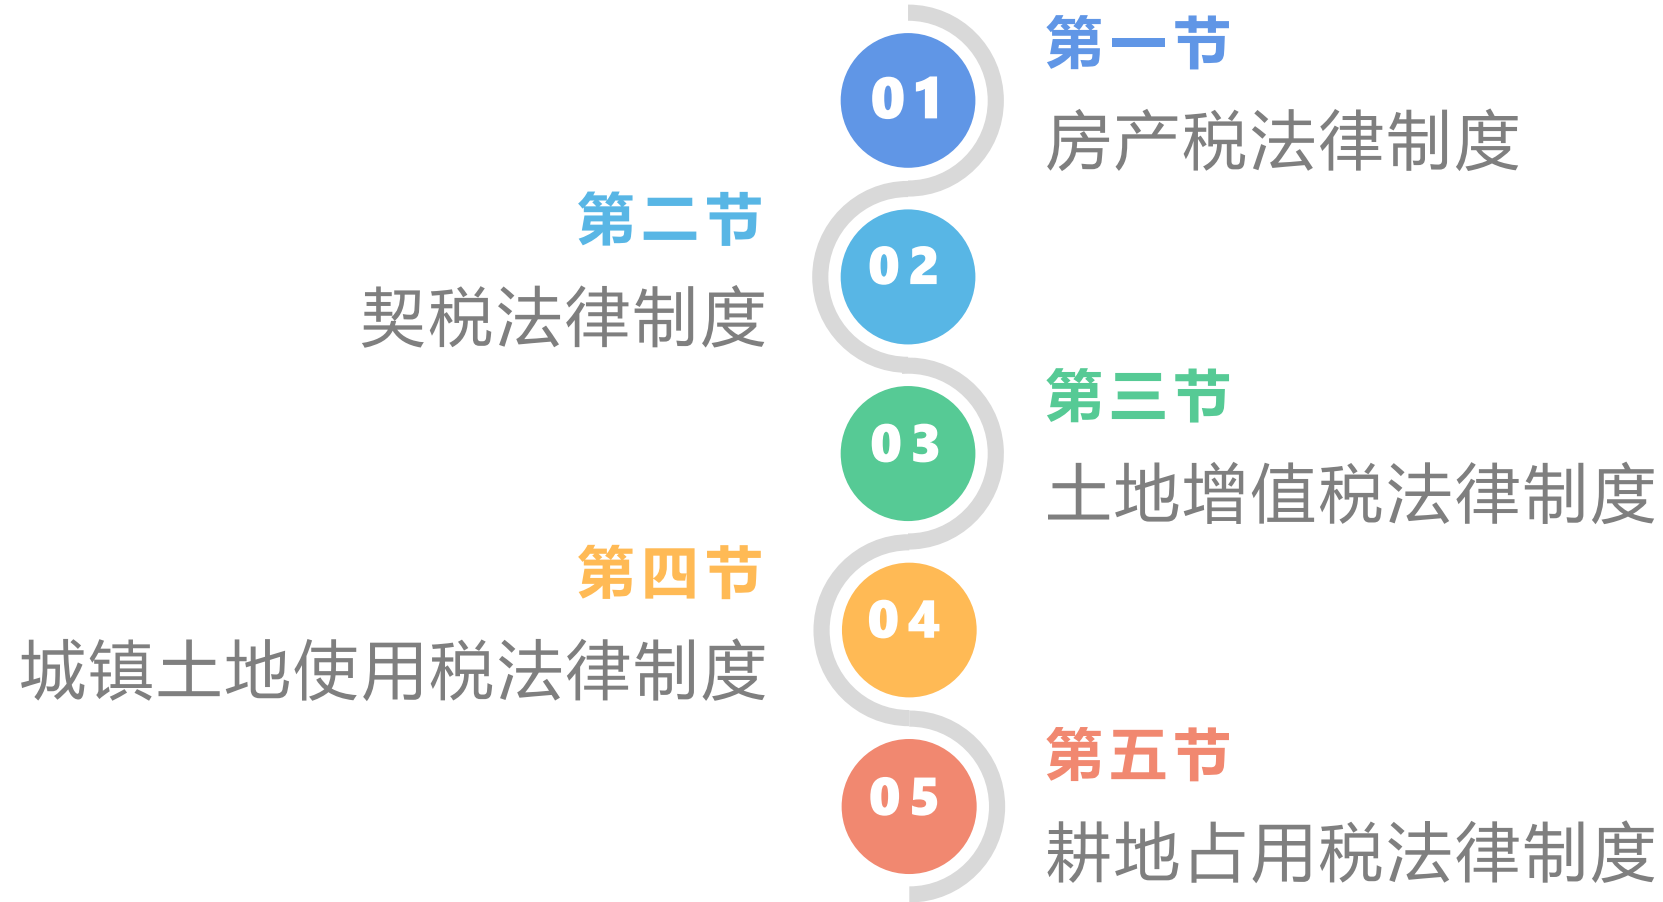 01
第一节
房产税法律制度
第二节
02
契税法律制度
03
第三节
土地增值税法律制度
第四节
04
城镇土地使用税法律制度
05
第五节
耕地占用税法律制度